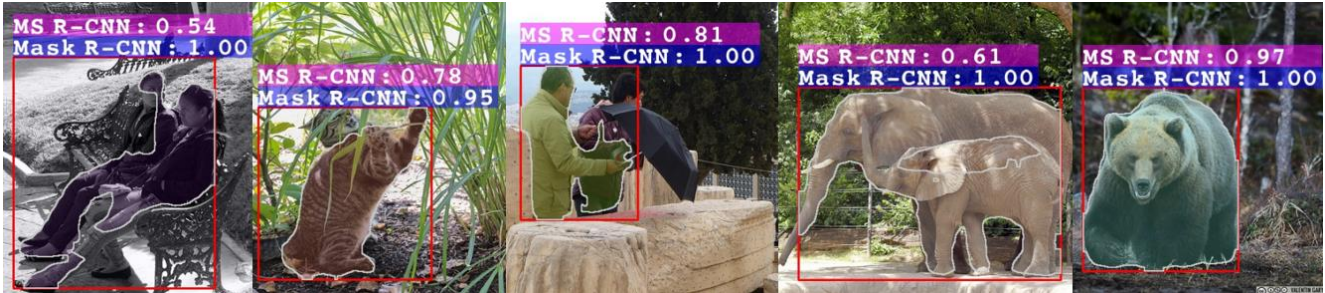 MS R-CNN: 0.54
Mask R-CNN: 1.00
MS R-CNN: 0.78
Mask R-CNN: 0.95
MS R-CNN: 0.81
Mask R-CNN: 1.00
MS R-CNN: 0.61
Mask R-CNN: 1.00
MS R-CNN: 0.97
Mask R-CNN: 1.00